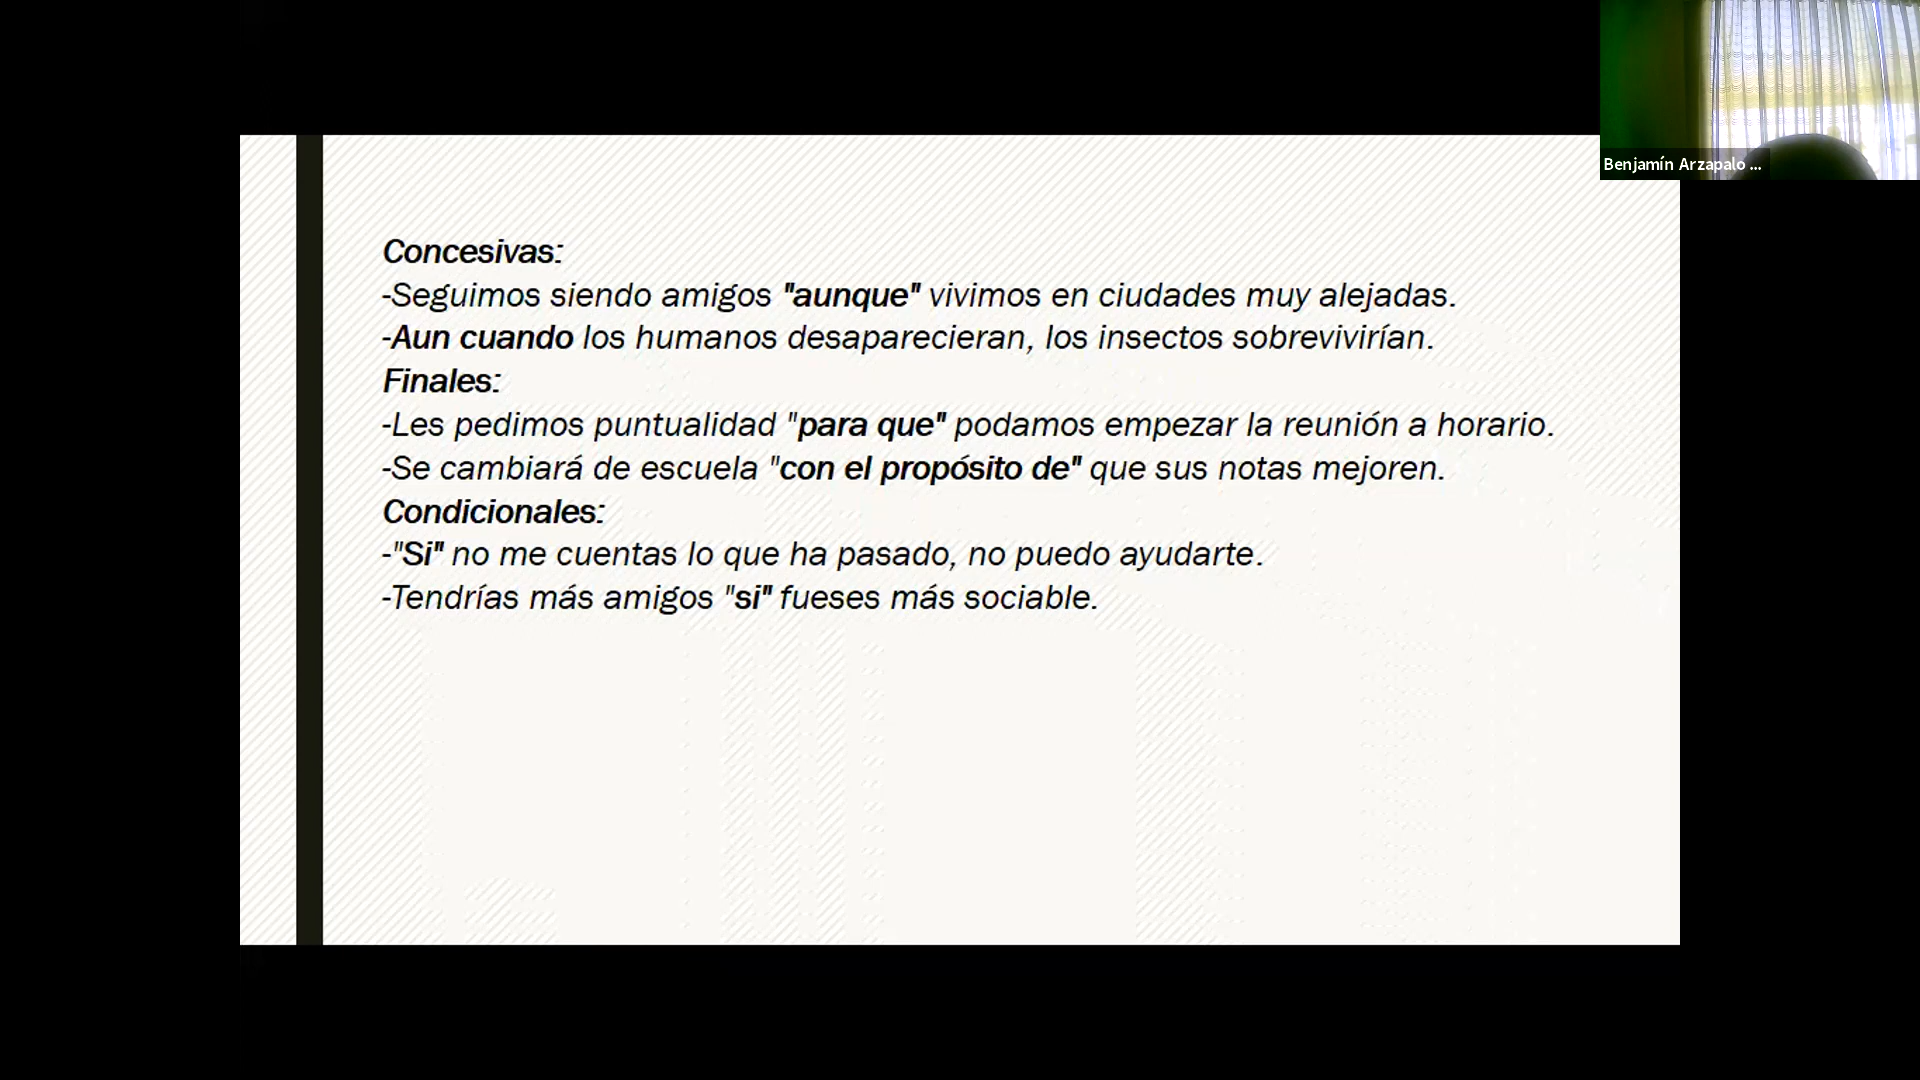 Benjamín Arzapalo ...
Concesivas:
-Seguimos siendo amigos "aunque" vivimos en ciudades muy alejadas.
-Aun cuando los humanos desaparecieran, los insectos sobrevivirían.
Finales:
-Les pedimos puntualidad "para que" podamos empezar la reunión a horario.
-Se cambiará de escuela "con el propósito de" que sus notas mejoren.
Condicionales:
-"Si" no me cuentas lo que ha pasado, no puedo ayudarte.
-Tendrías más amigos "si" fueses más sociable.